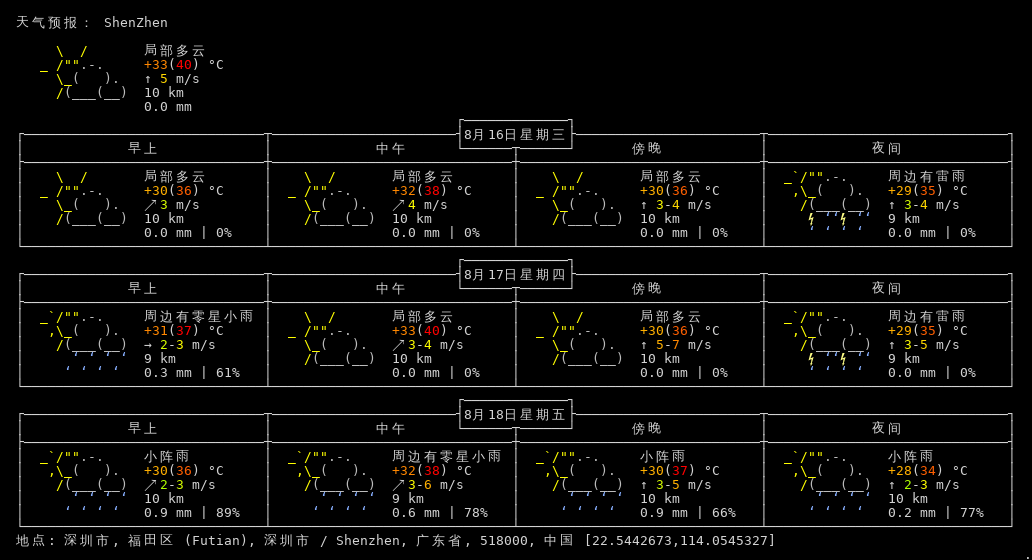 天气预报： ShenZhen
局部多云
+33(40) °C
↑ 5 m/s
10 km
0.0 mm
8月16日星期三
早上 中午 傍晚 夜间
局部多云 局部多云 局部多云 周边有雷雨
+30(36) °C +32(38) °C +30(36) °C +29(35) °C
↗ 3 m/s ↗ 4 m/s ↑ 3-4 m/s ↑ 3-4 m/s
10 km 10 km 10 km 9 km
0.0 mm | 0% 0.0 mm | 0% 0.0 mm | 0% 0.0 mm | 0%
8月17日星期四
早上 中午 傍晚 夜间
周边有零星小雨 局部多云 局部多云 周边有雷雨
+31(37) °C +33(40) °C +30(36) °C +29(35) °C
→ 2-3 m/s ↗ 3-4 m/s ↑ 5-7 m/s ↑ 3-5 m/s
9 km 10 km 10 km 9 km
0.3 mm | 61% 0.0 mm | 0% 0.0 mm | 0% 0.0 mm | 0%
8月18日星期五
早上 中午 傍晚 夜间
小阵雨 周边有零星小雨 小阵雨 小阵雨
+30(36) °C +32(38) °C +30(37) °C +28(34) °C
↗ 2-3 m/s ↗ 3-6 m/s ↑ 3-5 m/s ↑ 2-3 m/s
10 km 9 km 10 km 10 km
0.9 mm | 89% 0.6 mm | 78% 0.9 mm | 66% 0.2 mm | 77%
地点: 深圳市, 福田区 (Futian), 深圳市 / Shenzhen, 广东省, 518000, 中国 [22.5442673,114.0545327]